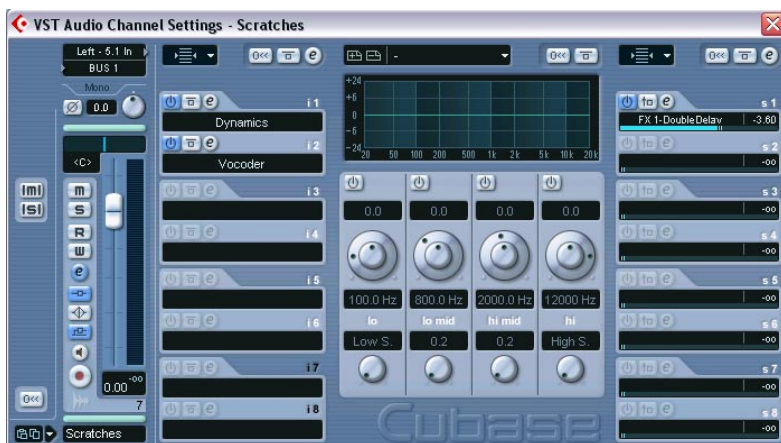 VST Audio Channel Settings - Scratches
Left - 5.1 In
BUS 1
Mono
0.0
<C>
m
S
R
W
e
0.00
-oo
7
Scratches
e
i 1
Dynamics
e
i 2
Vocoder
e
i 3
e
i 4
e
i 5
e
i 6
i 7
e
i 8
-
+24
+6
0
-6
-24
20 50 100 200 500 1k 2k 5k 10k 20k
0.0 0.0 0.0 0.0
100.0 Hz 800.0 Hz 2000.0 Hz 12000 Hz
lo lo mid hi mid hi
Low S. 0.2 0.2 High S.
Cubase
e
s 1
FX 1-DoubleDelay -3.60
e
-oo
e s 3
-oo
e s 4
-oo
e s 5
-oo
e s 6
-oo
e s 7
-oo
e s 8
-oo